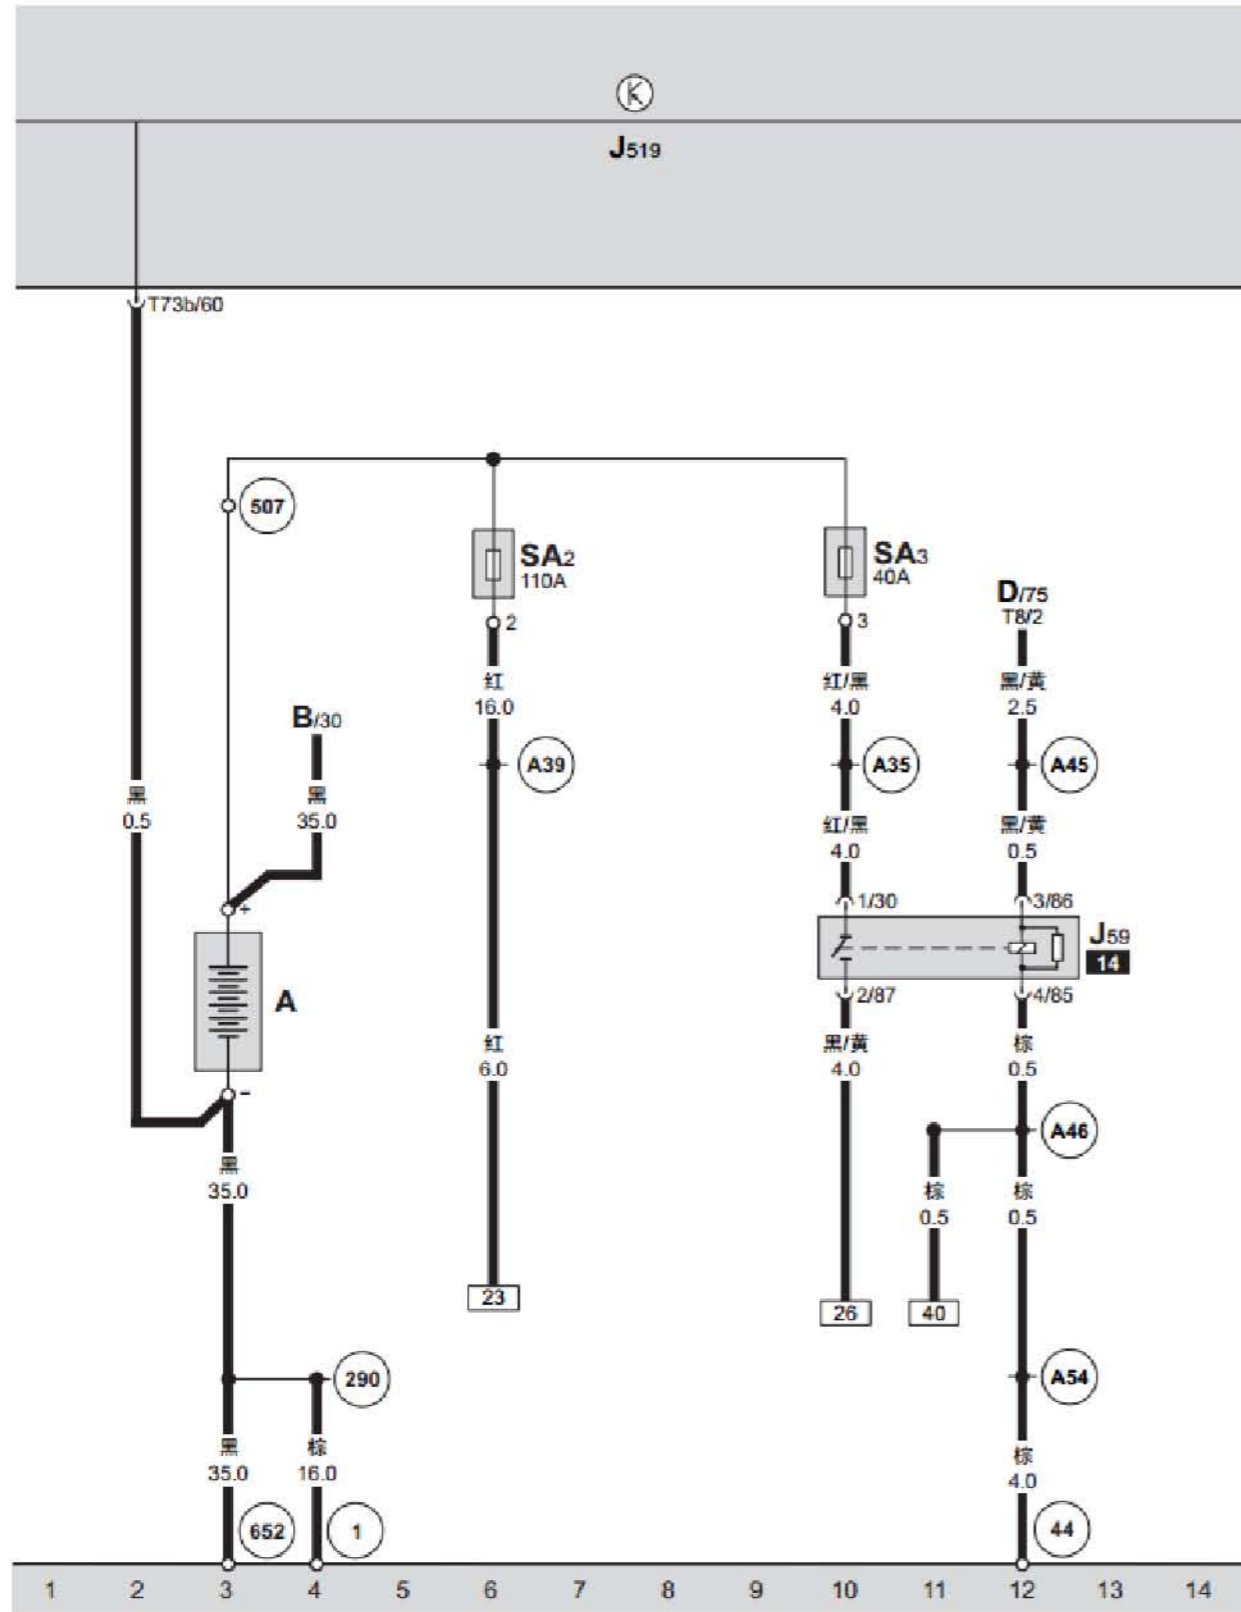 K
J519
T73b/60
507
SA2
110A
SA3
40A
D/75
T8/2
2
3
红
16.0
红/黑
4.0
黑/黄
2.5
B/30
A39
A35
A45
黑
0.5
黑
35.0
红/黑
4.0
黑/黄
0.5
1/30
3/86
+
J59
14
A
2/87
4/85
红
6.0
黑/黄
4.0
棕
0.5
-
A46
黑
35.0
棕
0.5
棕
0.5
23
26
40
290
A54
黑
35.0
棕
16.0
棕
4.0
652
1
44
1 2 3 4 5 6 7 8 9 10 11 12 13 14